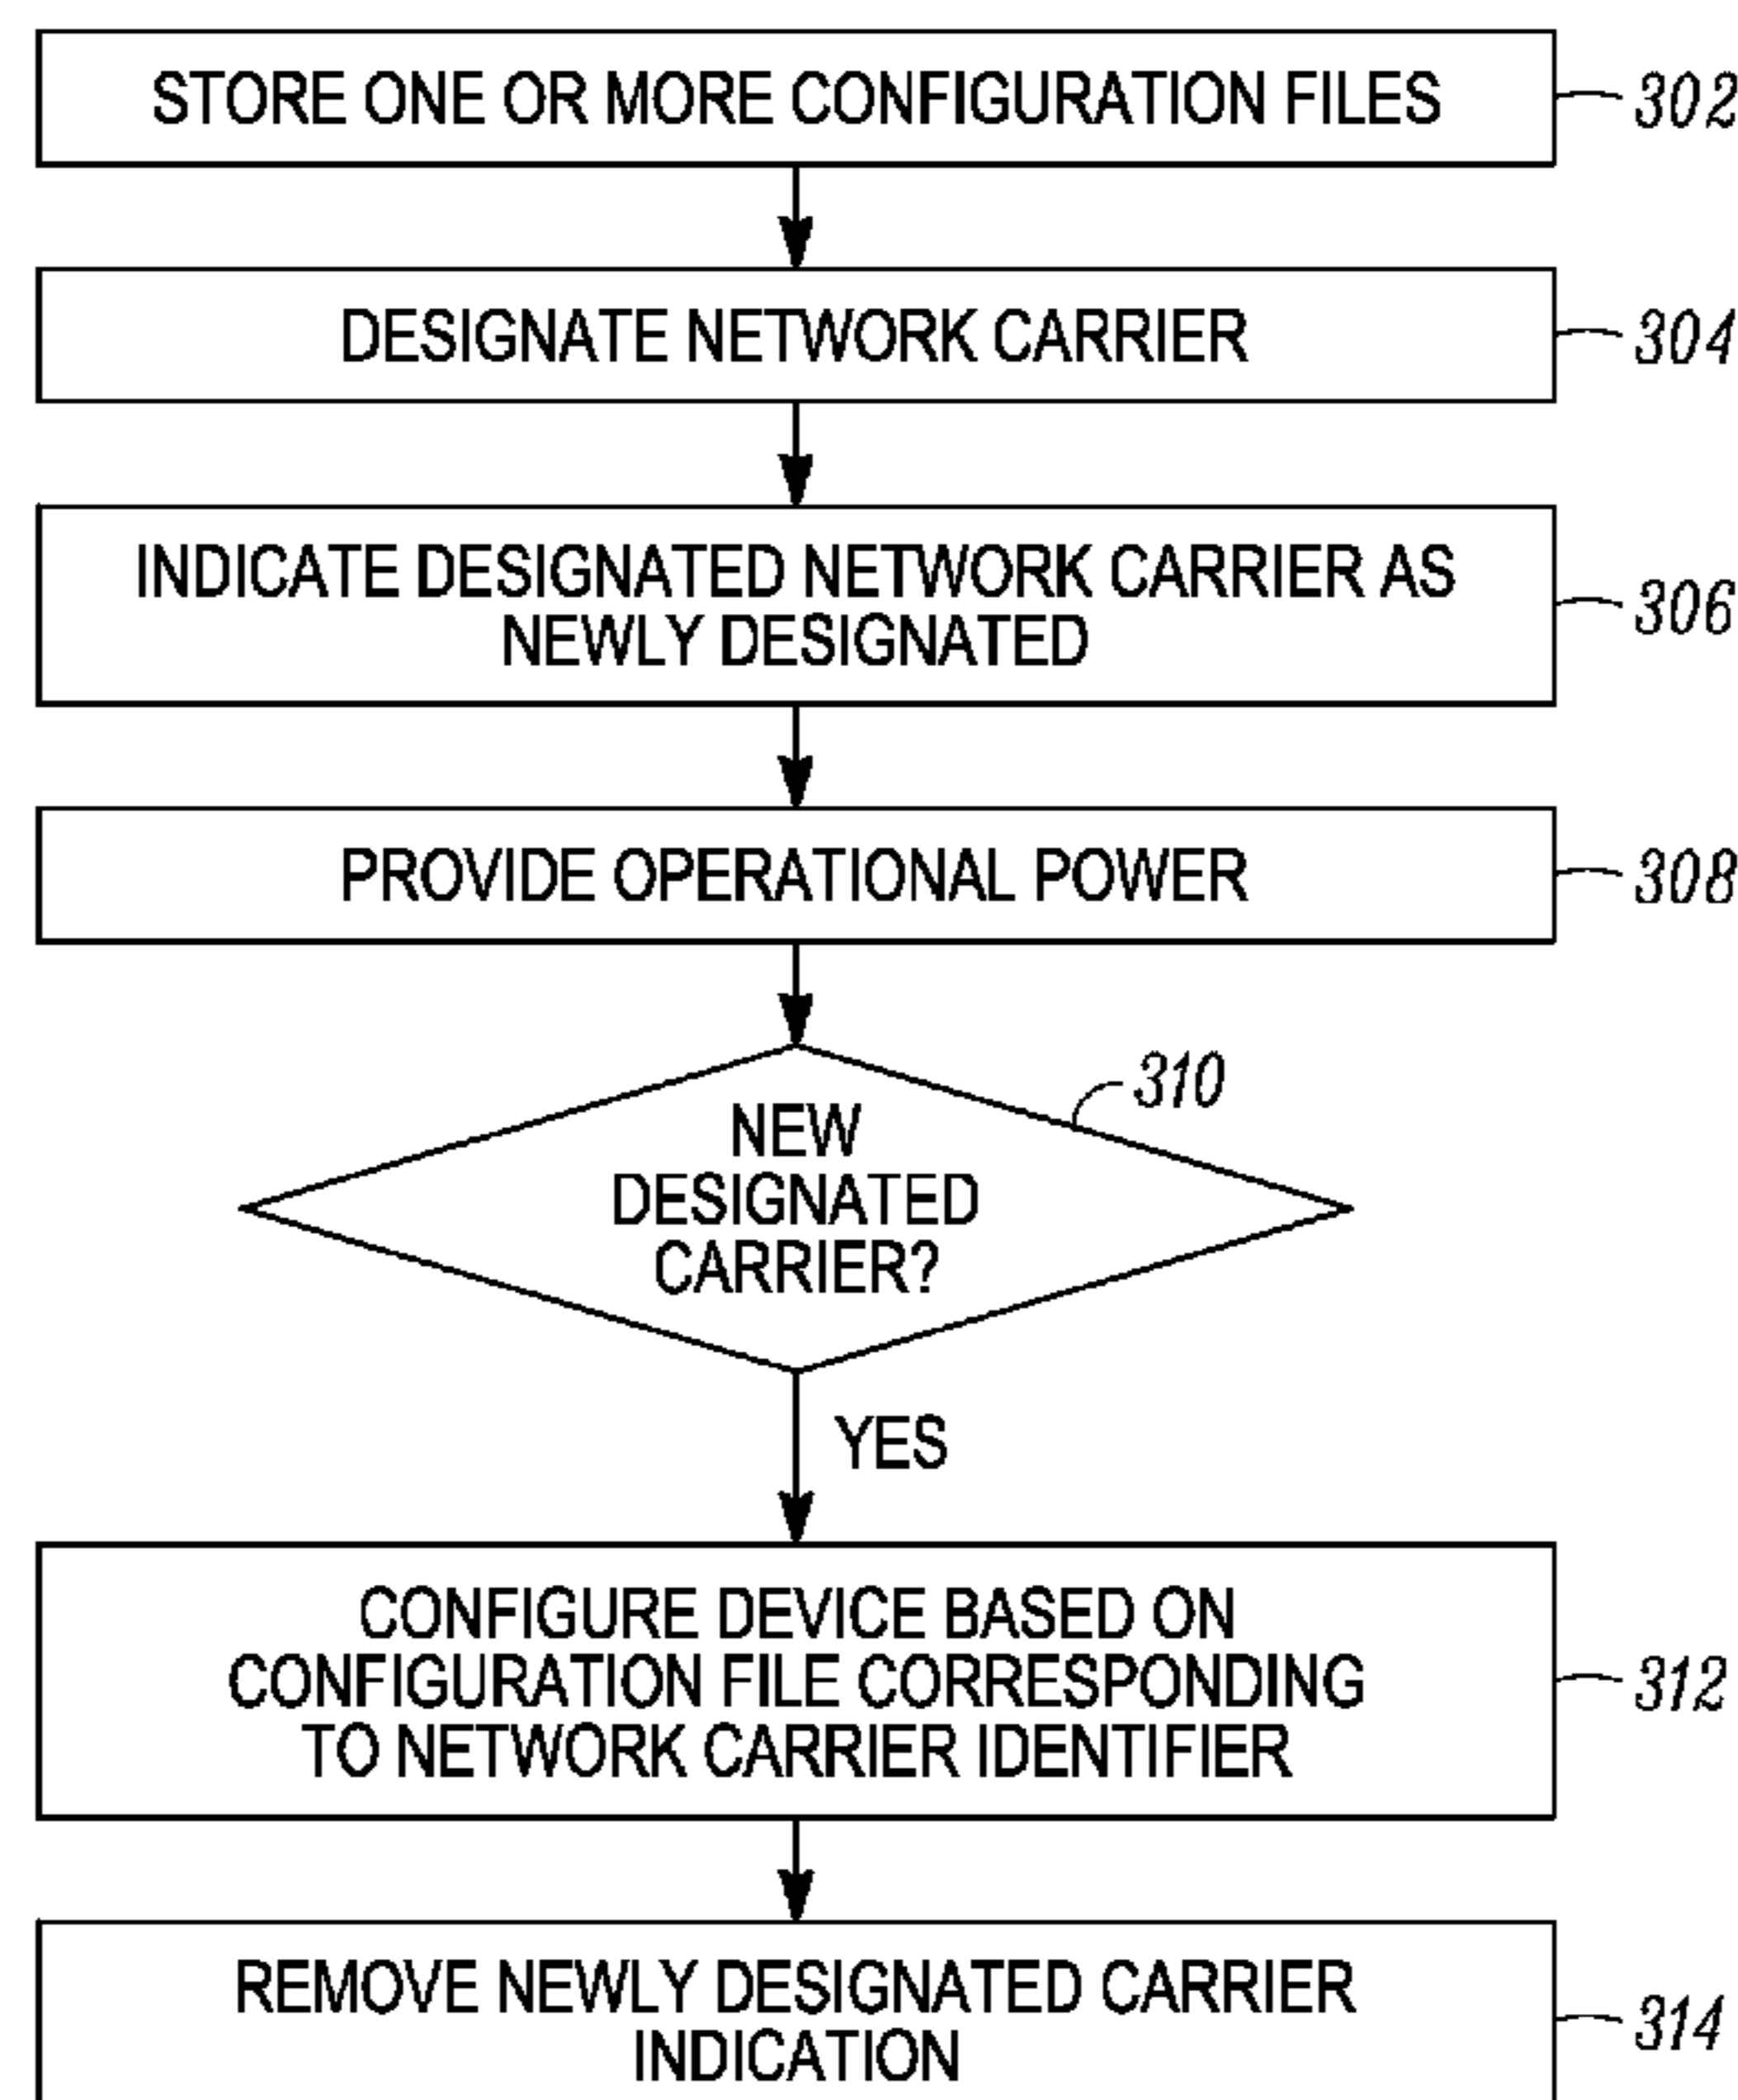 STORE ONE OR MORE CONFIGURATION FILES
302
DESIGNATE NETWORK CARRIER
304
INDICATE DESIGNATED NETWORK CARRIER AS
NEWLY DESIGNATED
306
PROVIDE OPERATIONAL POWER
308
310
NEW
DESIGNATED
CARRIER?
YES
CONFIGURE DEVICE BASED ON
CONFIGURATION FILE CORRESPONDING
TO NETWORK CARRIER IDENTIFIER
312
REMOVE NEWLY DESIGNATED CARRIER
INDICATION
314